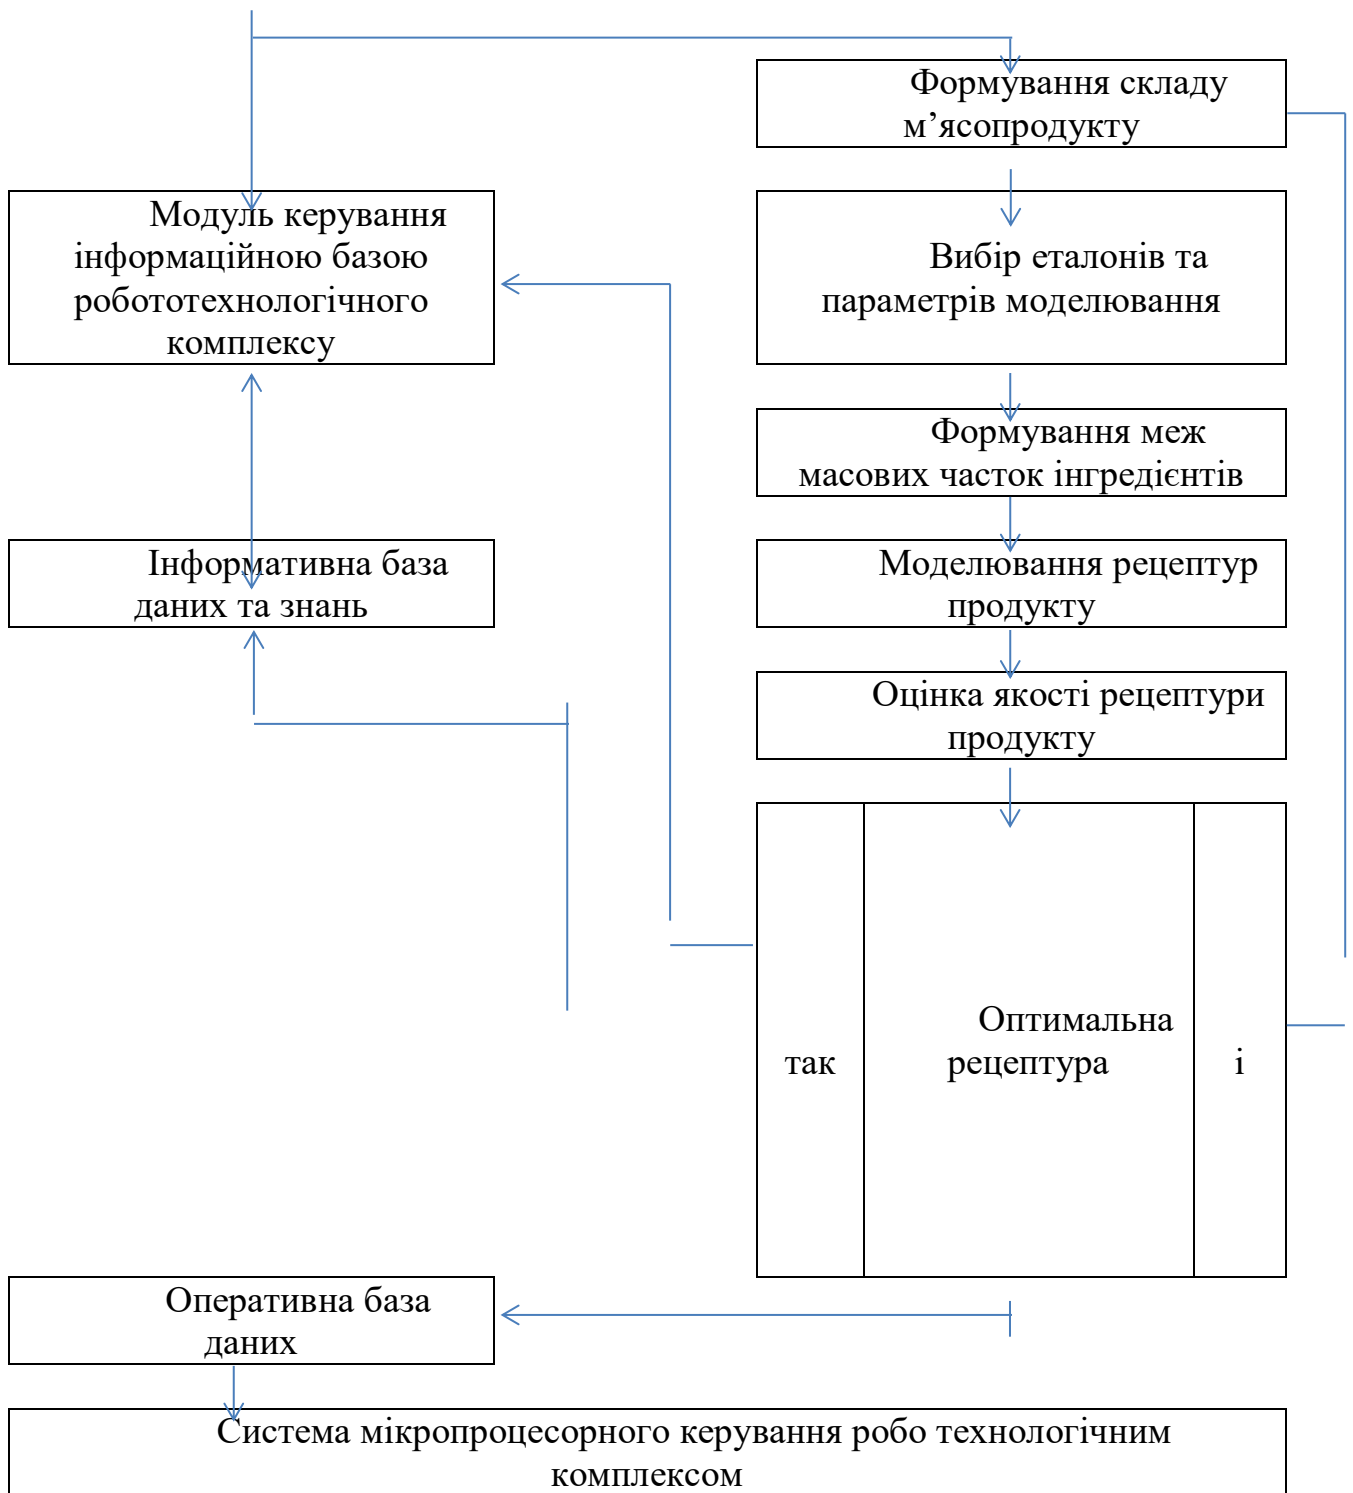 Формування складу
м’ясопродукту
Модуль керування
інформаційною базою
робототехнологічного
комплексу
Вибір еталонів та
параметрів моделювання
Формування меж
масових часток інгредієнтів
Інформативна база
даних та знань
Моделювання рецептур
продукту
Оцінка якості рецептури
продукту
так
Оптимальна
рецептура
і
Оперативна база
даних
Система мікропроцесорного керування робо технологічним
комплексом